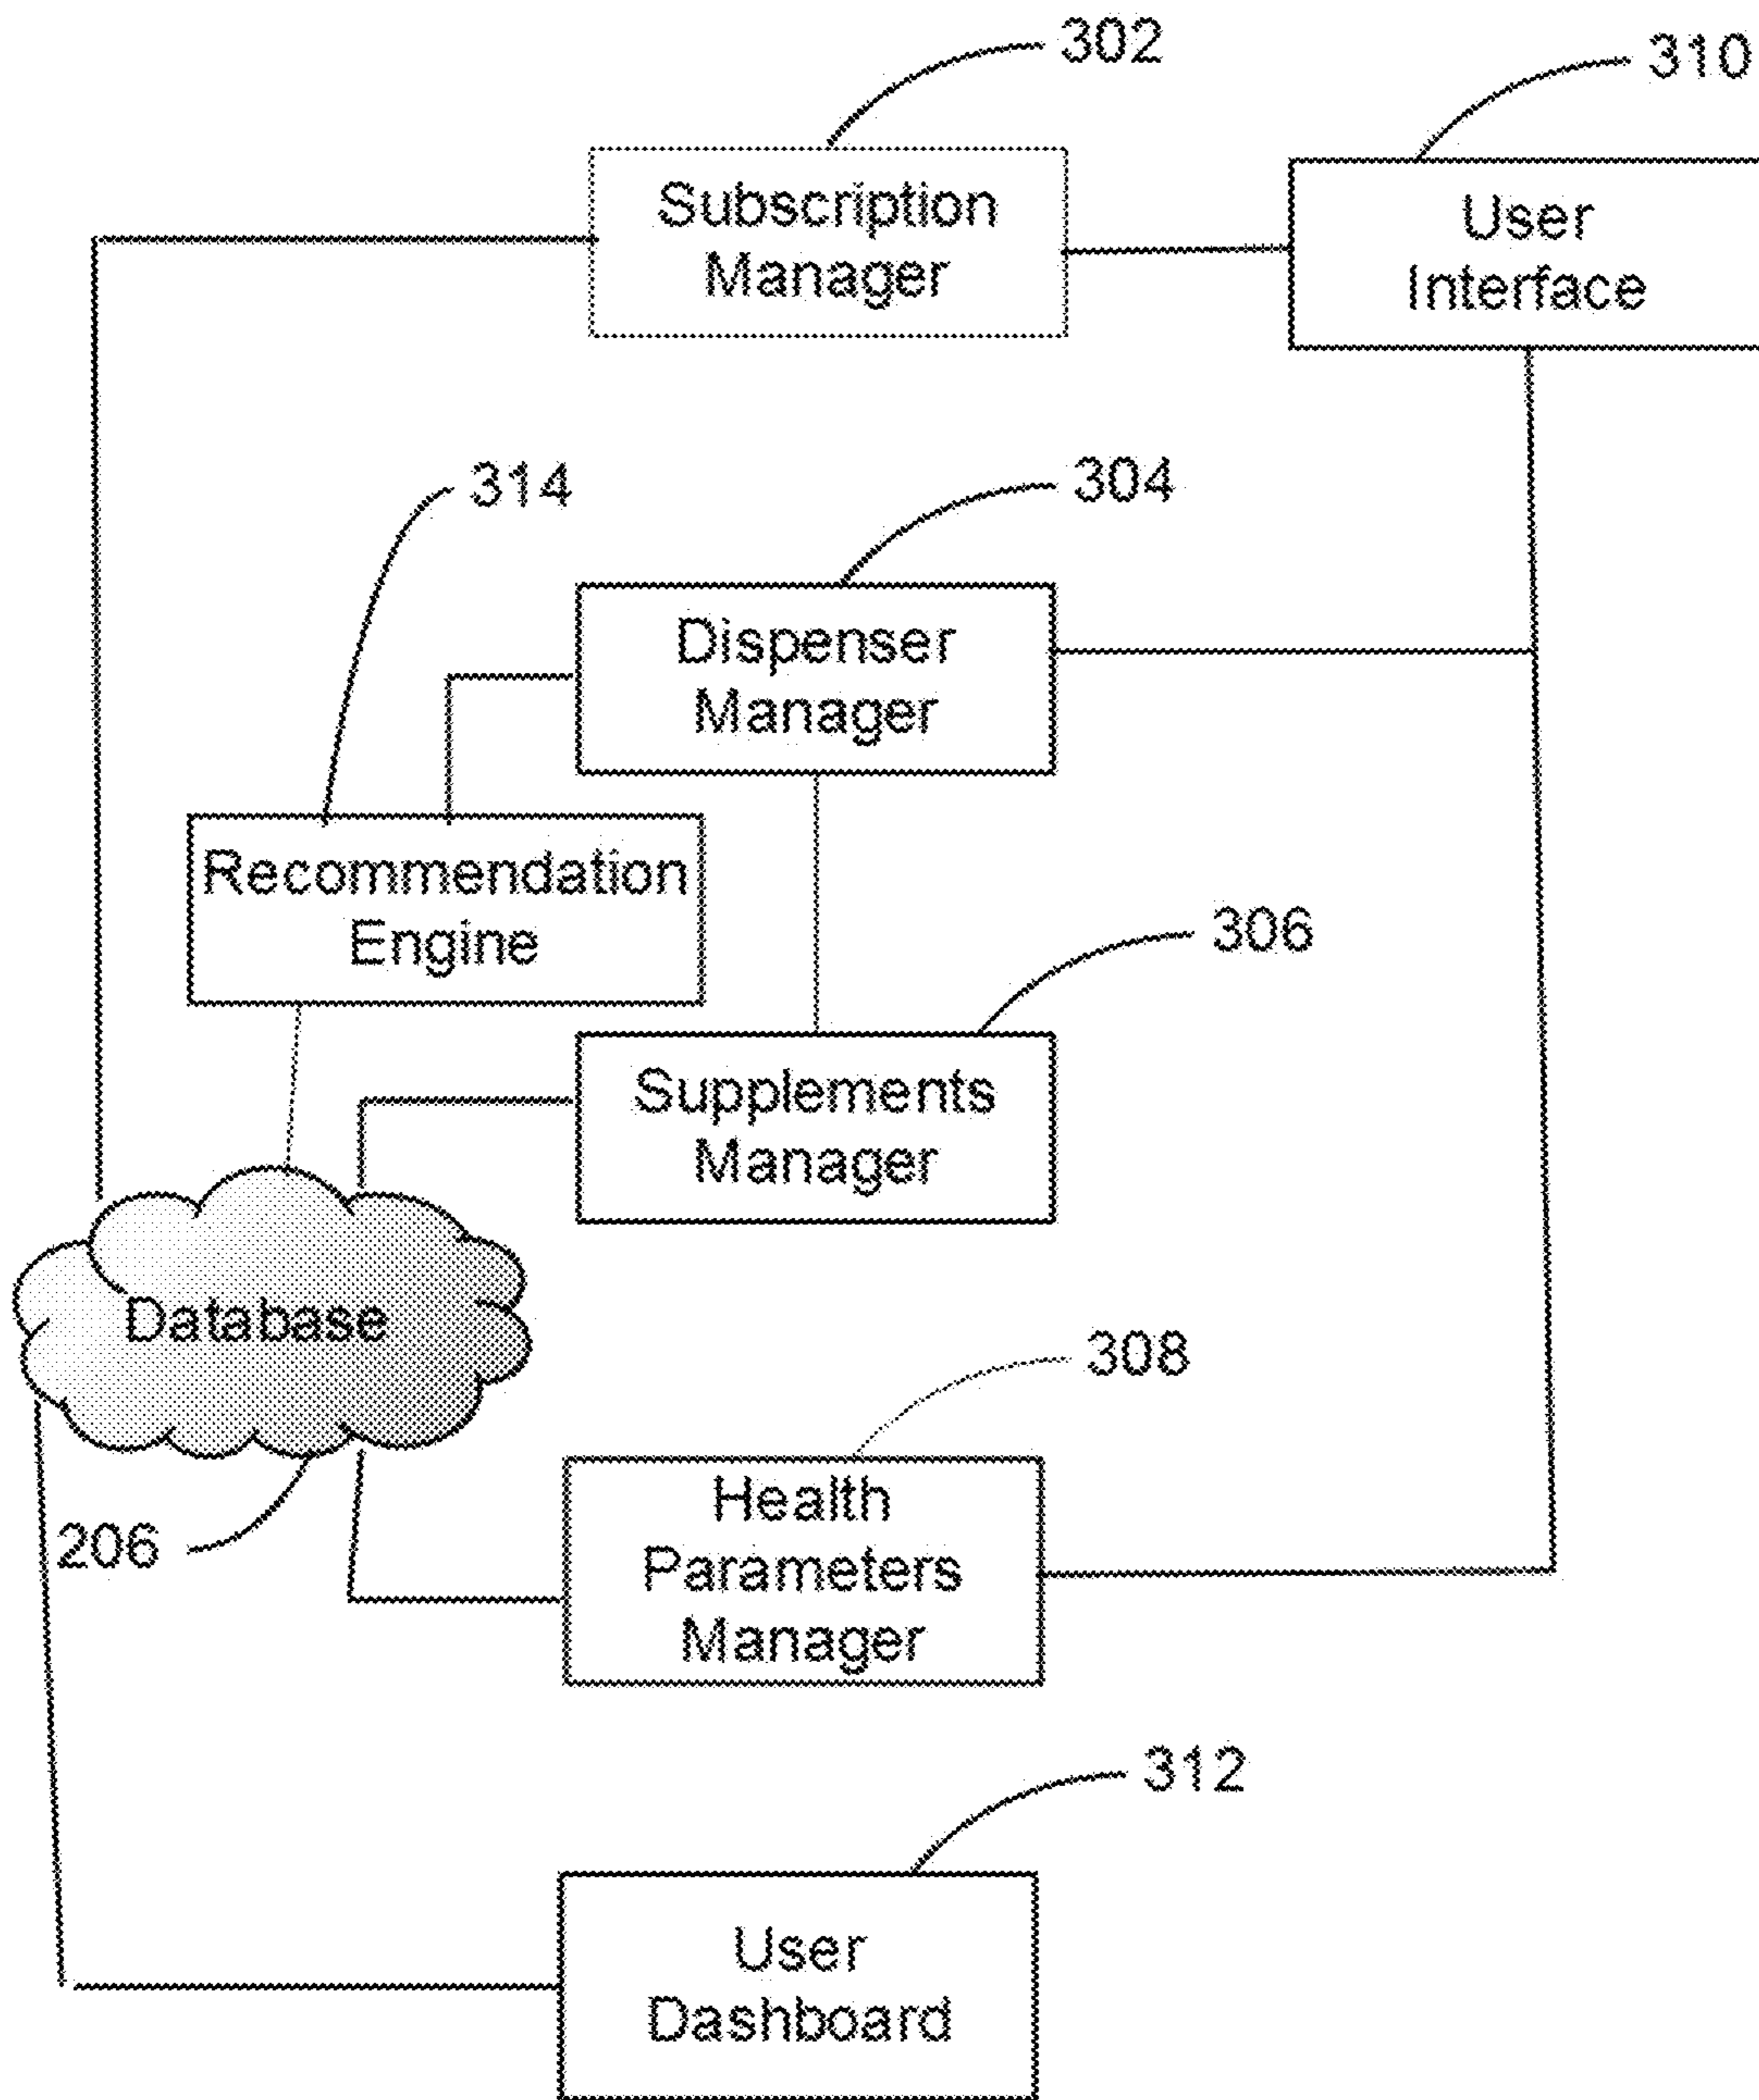 302
310
Subscription
Manager
User
Interface
314
304
Dispenser
Manager
Recommendation
Engine
306
Supplements
Manager
Database
308
206
Health
Parameters
Manager
312
User
Dashboard